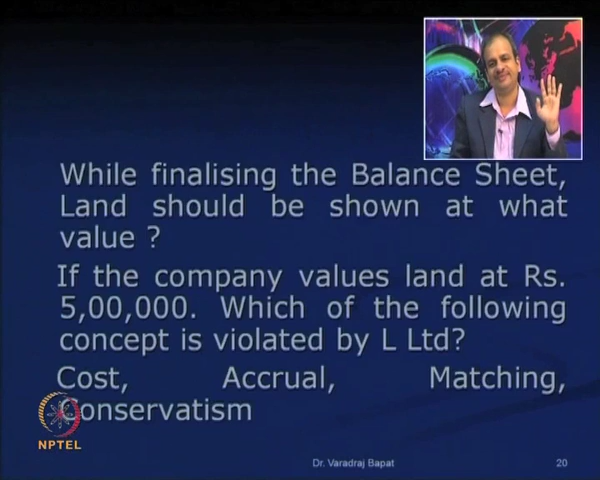 While finalising the Balance Sheet,
Land should be shown at what
value ?
If the company values land at Rs.
5,00,000. Which of the following
concept is violated by L Ltd?
Cost, Accrual, Matching,
Conservatism
NPTEL
Dr. Varadraj Bapat
20